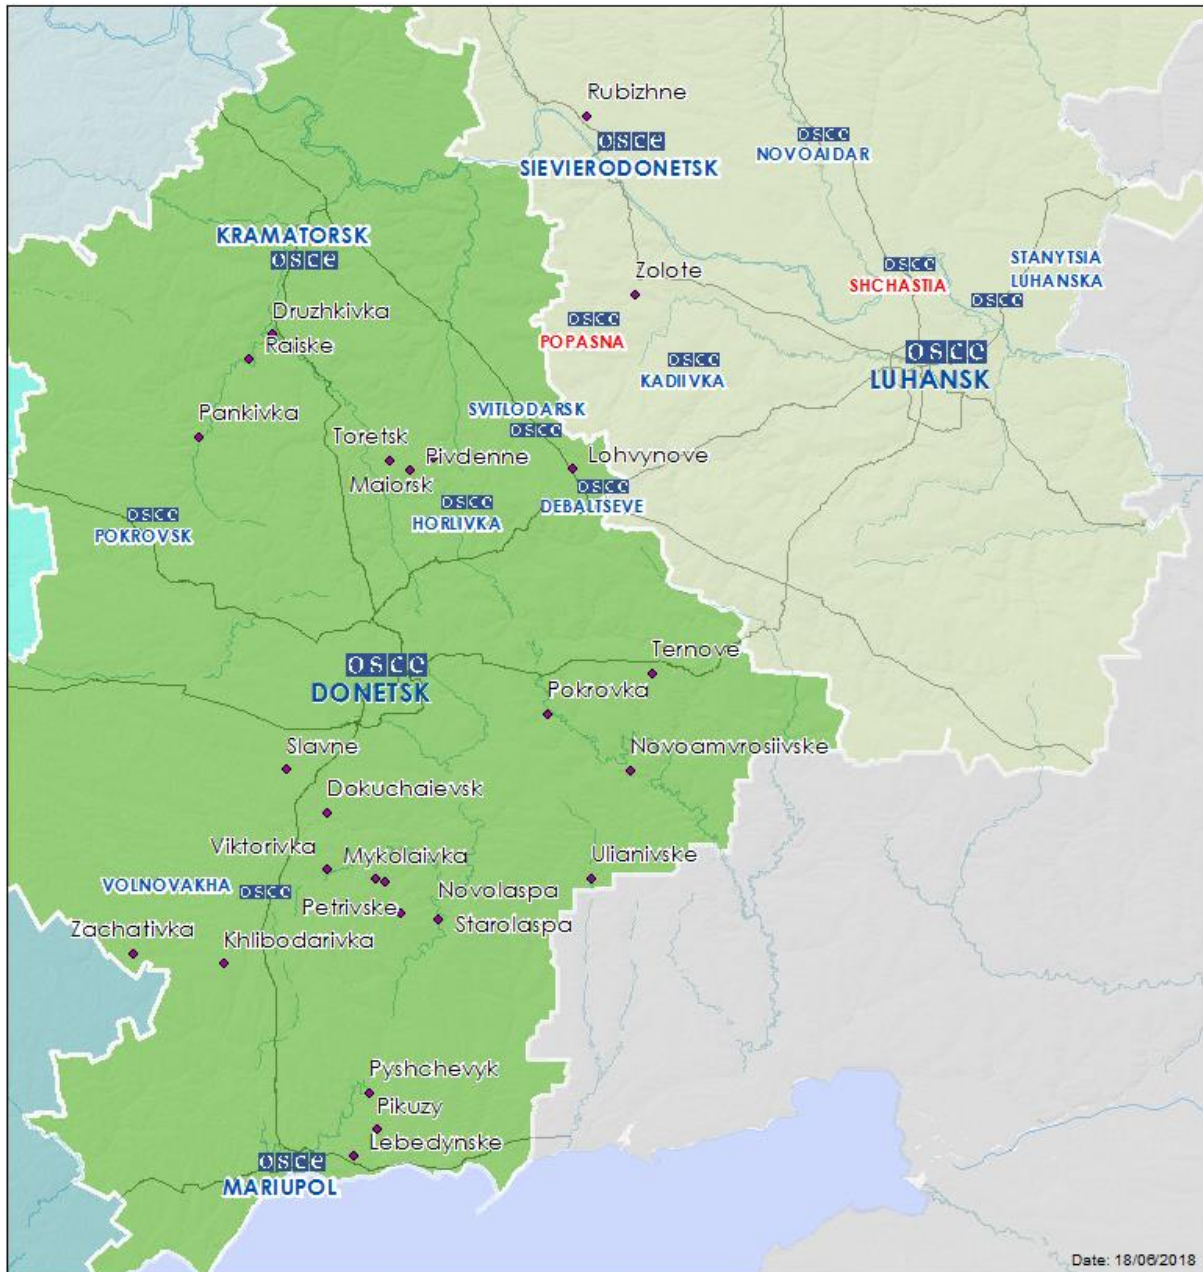 Rubizhne
osce
SIEVIERODONETSK
osce
NOVOAIDAR
KRAMATORSK
osce
Zolote
osce
SHCHASTIA
STANYTSIA
LUHANSKA
osce
osce
POPASNA
Druzhkivka
Raiske
osce
KADIIVKA
osce
LUHANSK
Pankivka
SVITLODARSK
osce
Toretsk
Pivdenne
Maiorsk
Lohvynove
osce
DEBALTSEVE
osce
HORLIVKA
osce
POKROVSK
osce
DONETSK
Ternove
Pokrovka
Slavne
Novoamvrosiivske
Dokuchaievsk
Viktorivka
Mykolaivka
Ulianivske
VOLNOVAKHA
osce
Novolaspa
Petrivske
Starolaspa
Zachativka
Khlibodarivka
Pyshchevyk
Pikuzy
Lebedynske
osce
MARIUPOL
Date: 18/06/2018